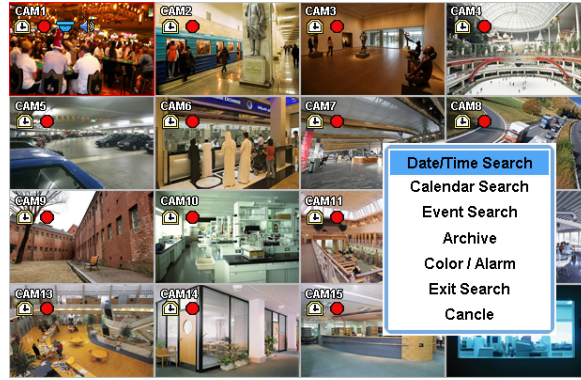 CAM1
CAM2
CAM3
CAM4
CAM5
CAM6
CAM7
CAM8
CAM9
CAM10
CAM11
CAM13
CAM14
CAM15
Date/Time Search
Calendar Search
Event Search
Archive
Color / Alarm
Exit Search
Cancle